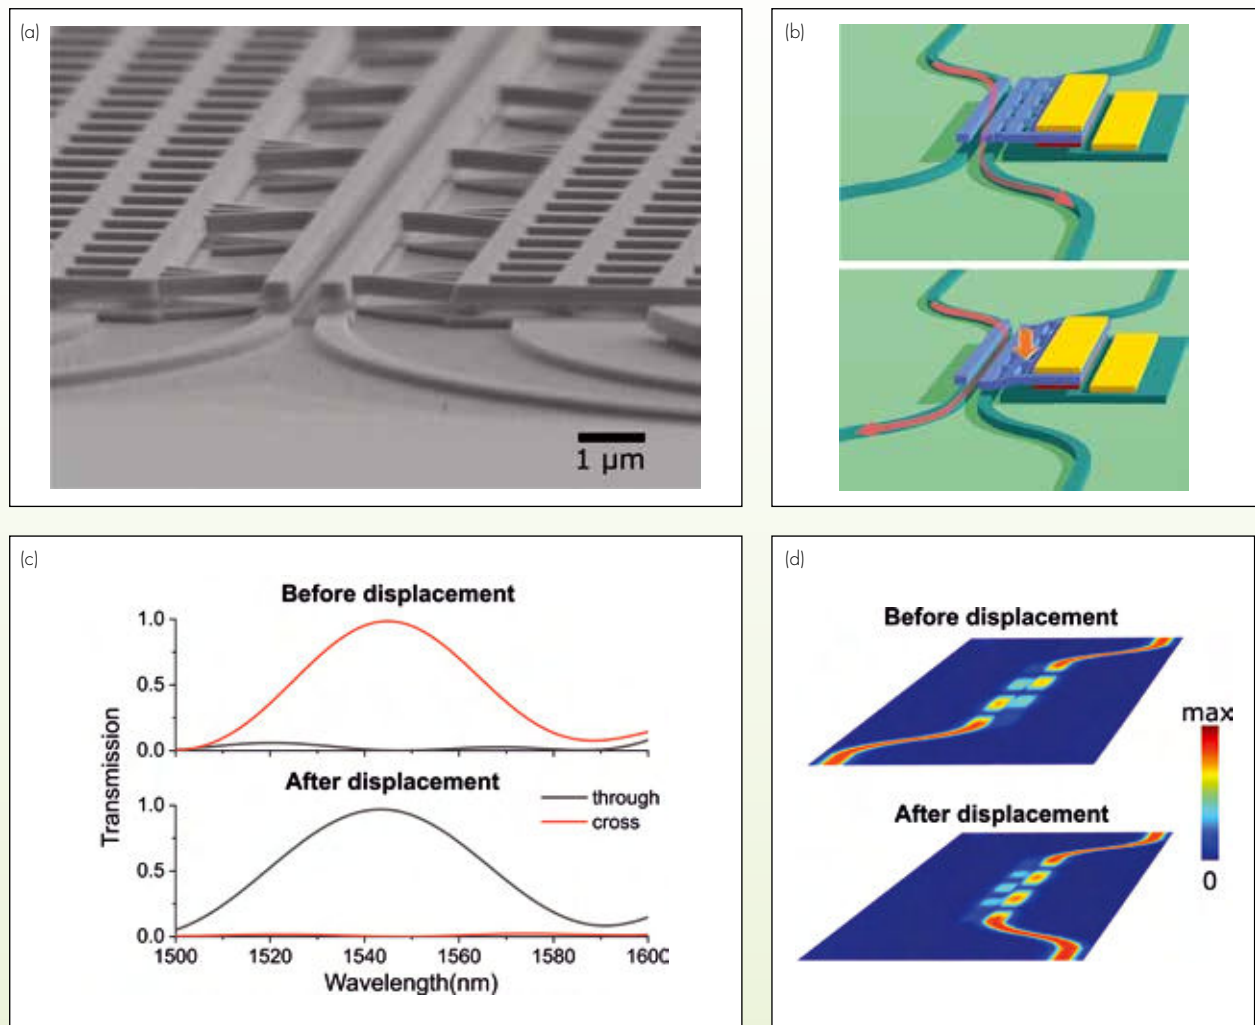 (a)
1 µm
(b)
(c)
Before displacement
1.0
0.5
0.0
After displacement
through
cross
1.0
0.5
0.0
Transmission
1500
1520
1540
1560
1580
1600
Wavelength(nm)
(d)
Before displacement
max
After displacement
0